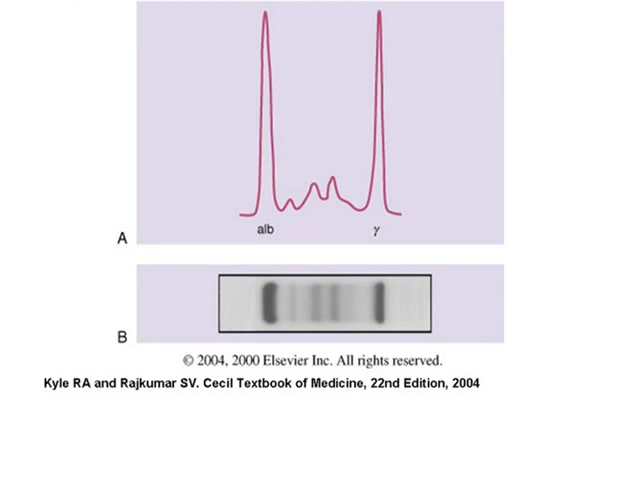 alb γ
A
B
© 2004, 2000 Elsevier Inc. All rights reserved.
Kyle RA and Rajkumar SV. Cecil Textbook of Medicine, 22nd Edition, 2004